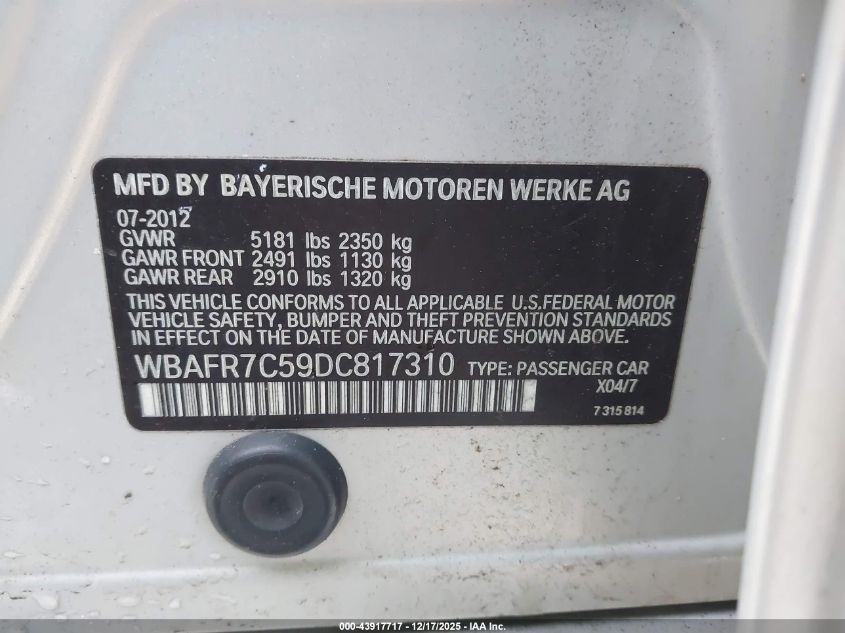 MFD BY BAYERISCHE MOTOREN WERKE AG
07-2012
GVWR 5181 lbs 2350 kg
GAWR FRONT 2491 lbs 1130 kg
GAWR REAR 2910 lbs 1320 kg
THIS VEHICLE CONFORMS TO ALL APPLICABLE U.S.FEDERAL MOTOR
VEHICLE SAFETY, BUMPER AND THEFT PREVENTION STANDARDS
IN EFFECT ON THE DATE OF MANUFACTURE SHOWN ABOVE.
WBAFR7C59DC817310 TYPE: PASSENGER CAR
X04/7
7 315 814
000-43917717 - 12/17/2025 - IAA Inc.